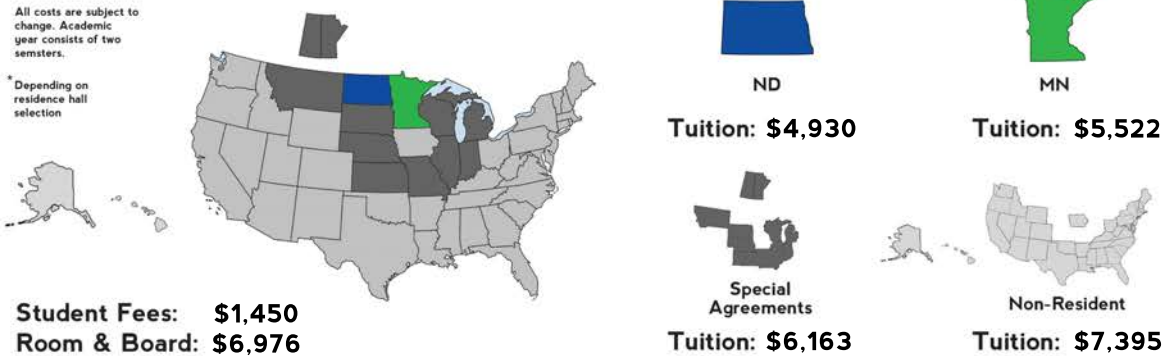 All costs are subject to
change. Academic
year consists of two
semsters.
*Depending on
residence hall
selection
Student Fees: $1,450
Room & Board: $6,976
ND
Tuition: $4,930
MN
Tuition: $5,522
Special
Agreements
Tuition: $6,163
Non-Resident
Tuition: $7,395